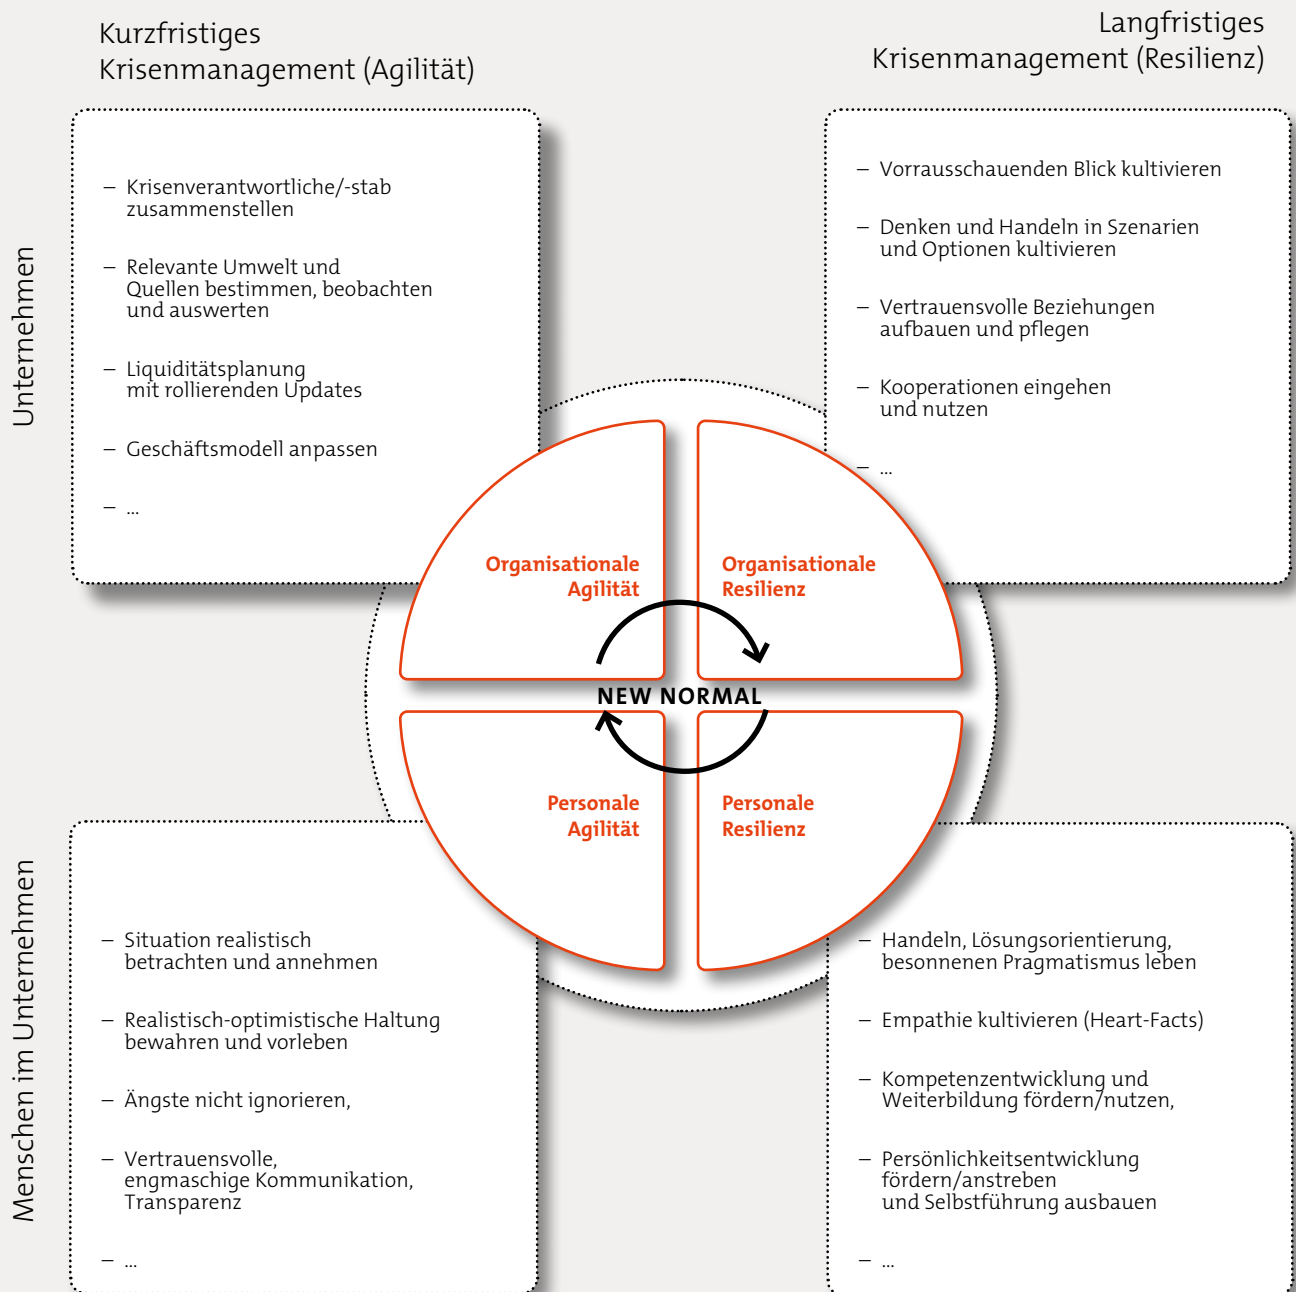 Kurzfristiges
Krisenmanagement (Agilität)
Langfristiges
Krisenmanagement (Resilienz)
Unternehmen
– Krisenverantwortliche/-stab
zusammenstellen
– Relevante Umwelt und
Quellen bestimmen, beobachten
und auswerten
– Liquiditätsplanung
mit rollierenden Updates
– Geschäftsmodell anpassen
– ...
– Vorrausschauenden Blick kultivieren
– Denken und Handeln in Szenarien
und Optionen kultivieren
– Vertrauensvolle Beziehungen
aufbauen und pflegen
– Kooperationen eingehen
und nutzen
– ...
Organisationale
Agilität
Organisationale
Resilienz
NEW NORMAL
Personale
Agilität
Personale
Resilienz
Menschen im Unternehmen
– Situation realistisch
betrachten und annehmen
– Realistisch-optimistische Haltung
bewahren und vorleben
– Ängste nicht ignorieren,
– Vertrauensvolle,
engmaschige Kommunikation,
Transparenz
– ...
– Handeln, Lösungsorientierung,
besonnenen Pragmatismus leben
– Empathie kultivieren (Heart-Facts)
– Kompetenzentwicklung und
Weiterbildung fördern/nutzen,
– Persönlichkeitsentwicklung
fördern/anstreben
und Selbstführung ausbauen
– ...